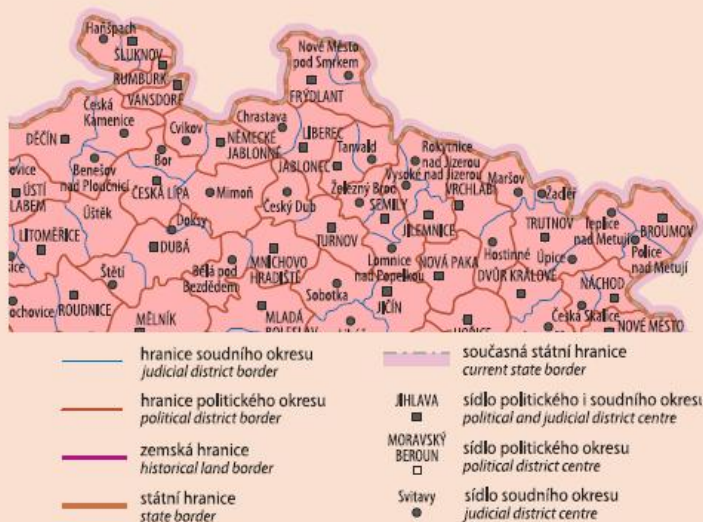 Haňšpach
ŠLUKNOV
RUMBURK
VANSDORF
Nové Město
pod Smrkem
FRÝDLANT
Česká
Kamenice
DĚČÍN
Cvikov
Chrastava
NĚMECKÉ
JABLONNÉ
LIBEREC
Tanvald
Rokytnice
nad Jizerou
Benešov
nad Ploučnicí
Bor
JABLONEC
Vysoké nad Jizerou
VRCHLABÍ
Maršov
Žacléř
ovice
ÚSTÍ
LABEM
ČESKÁ LÍPA
Mimoň
Český Dub
Železný Brod
SEMILY
JILEMNICE
TRUTNOV
Teplice
nad Metují
BROUMOV
Úštěk
LITOMĚŘICE
Doksy
DUBÁ
TURNOV
Hostinné
Úpice
Police
nad Metují
MNICHOVO
HRADIŠTĚ
Lomnice
nad Popelkou
NOVÁ PAKA
DVŮR KRÁLOVÉ
Štětí
Bělá pod
Bezdězem
Sobotka
JIČÍN
NÁCHOD
Česká Skalice
ochovice
ROUDNICE
MĚLNÍK
MLADÁ
BOLESLAV
HOŘICE
NOVÉ MĚSTO
hranice soudního okresu
judicial district border
hranice politického okresu
political district border
zemská hranice
historical land border
státní hranice
state border
současná státní hranice
current state border
JIHLAVA
sídlo politického i soudního okresu
political and judicial district centre
MORAVSKÝ
BEROUN
sídlo politického okresu
political district centre
Svitavy
sídlo soudního okresu
judicial district centre